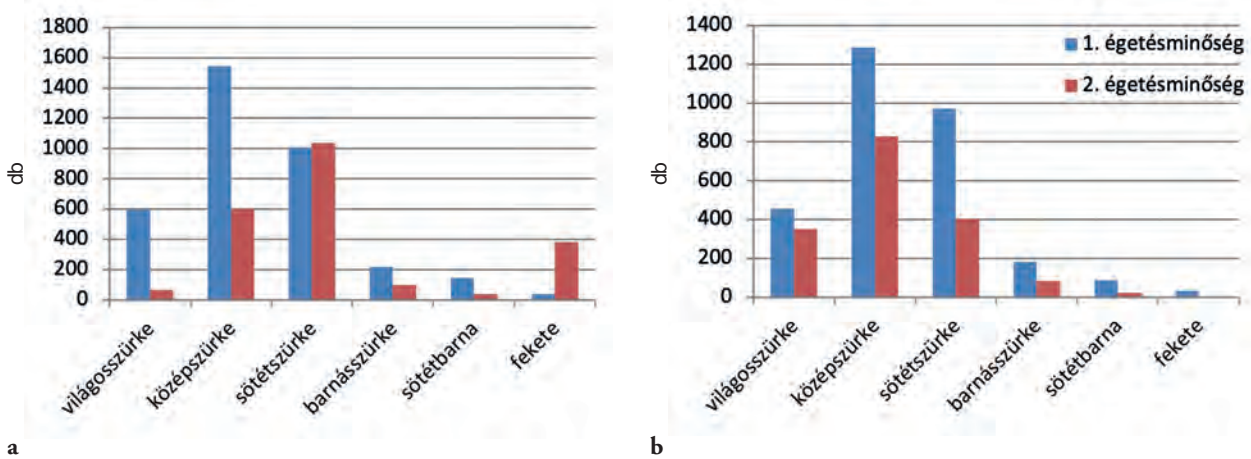 1800
1600
1400
1200
1000
800
600
400
200
0
db
világosszürke
középszürke
sötétszürke
barnásszürke
sötétbarna
fekete
a
1400
1200
1000
800
600
400
200
0
db
1. égetésminőség
2. égetésminőség
világosszürke
középszürke
sötétszürke
barnásszürke
sötétbarna
fekete
b